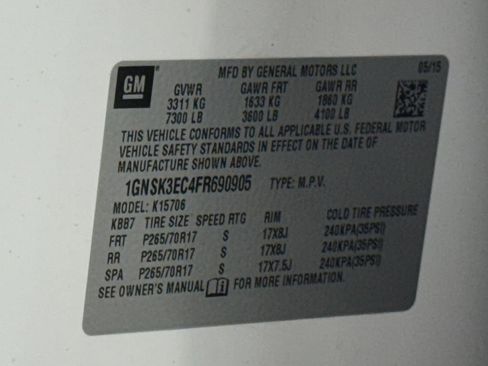 GM
MFD BY GENERAL MOTORS LLC 05/15
GVWR GAWR FRT GAWR RR
3311 KG 1633 KG 1860 KG
7300 LB 3600 LB 4100 LB
THIS VEHICLE CONFORMS TO ALL APPLICABLE U.S. FEDERAL MOTOR
VEHICLE SAFETY STANDARDS IN EFFECT ON THE DATE OF
MANUFACTURE SHOWN ABOVE.
1GNSK3EC4FR690905 TYPE: M.P.V.
MODEL: K15706
KBB7 TIRE SIZE SPEED RTG RIM COLD TIRE PRESSURE
FRT P265/70R17 S 17X8J 240KPA(35PSI)
RR P265/70R17 S 17X8J 240KPA(35PSI)
SPA P265/70R17 S 17X7.5J 240KPA(35PSI)
SEE OWNER'S MANUAL FOR MORE INFORMATION.